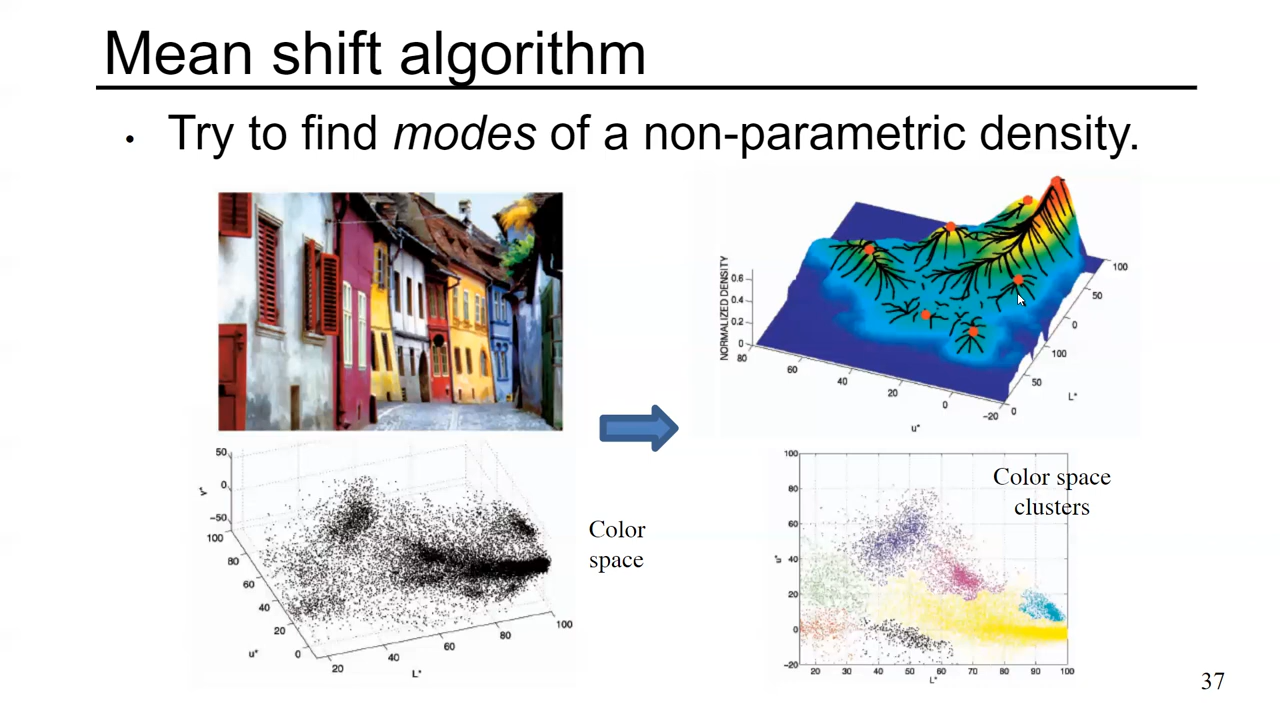 Mean shift algorithm
• Try to find modes of a non-parametric density.
NORMALIZED DENSITY
0.6
0.4
0.2
0
80
60
40
20
0
-20
0
50
100
0
50
100
u*
L*
50
0
-50
v*
100
80
60
40
20
0
u*
20
40
60
80
100
L*
Color
space
Color space
clusters
100
80
60
40
20
0
-20
u*
20 30 40 50 60 70 80 90 100
L*
37